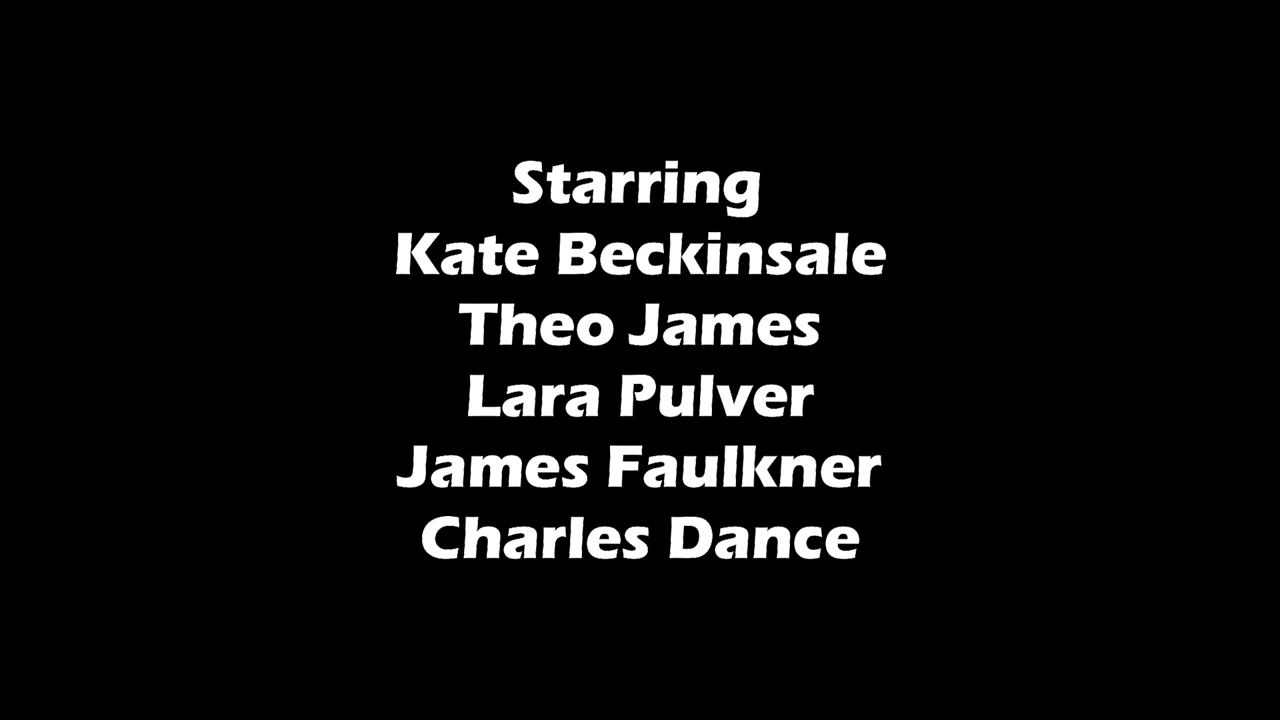 Starring
Kate Beckinsale
Theo James
Lara Pulver
James Faulkner
Charles Dance